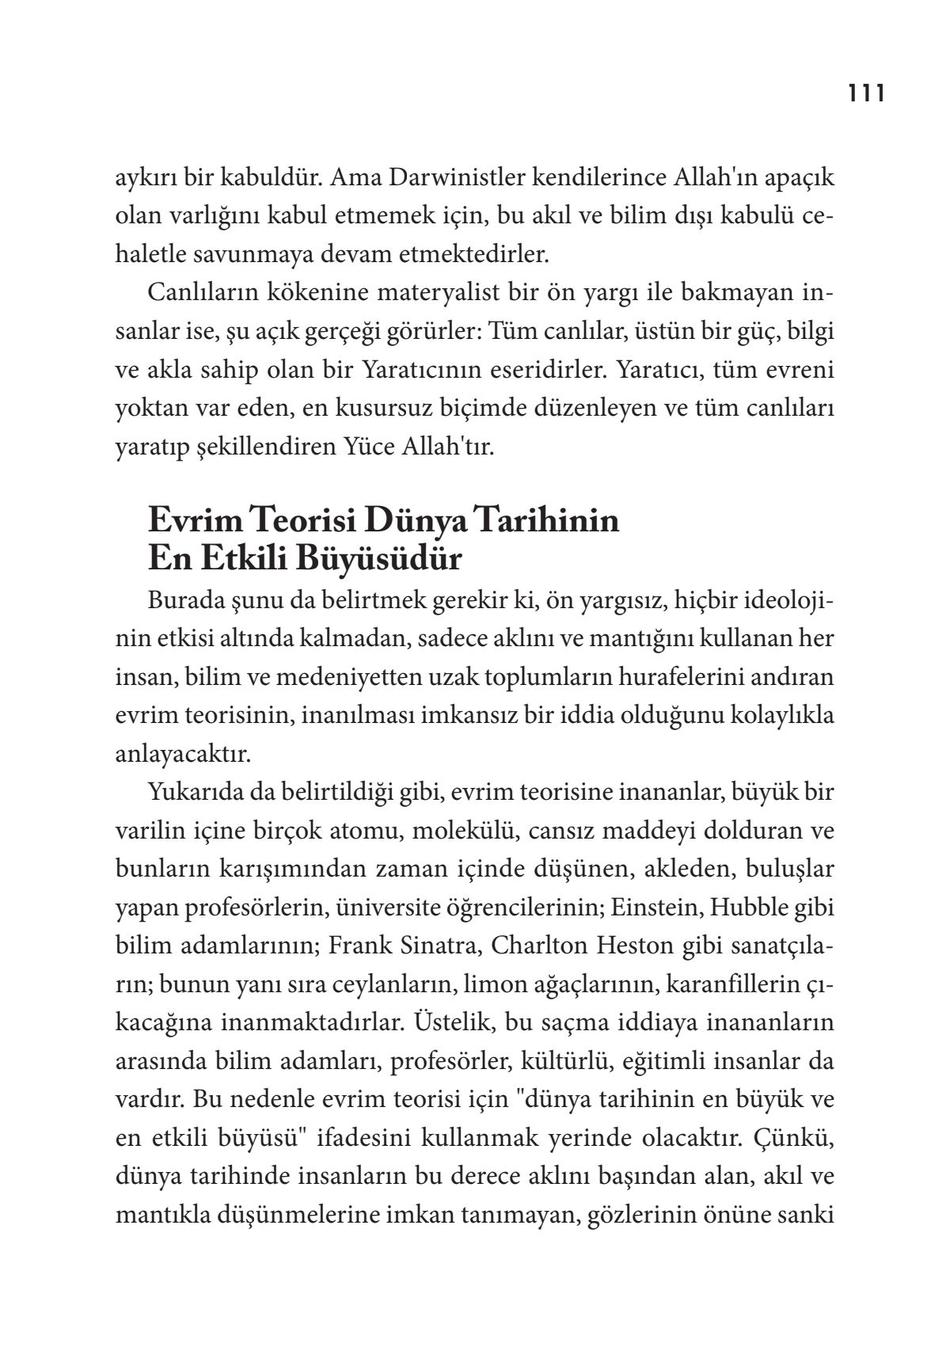 111
aykırı bir kabuldür. Ama Darwinistler kendilerince Allah'ın apaçık
olan varlığını kabul etmemek için, bu akıl ve bilim dışı kabulü ce-
haletle savunmaya devam etmektedirler.
Canlıların kökenine materyalist bir ön yargı ile bakmayan in-
sanlar ise, şu açık gerçeği görürler: Tüm canlılar, üstün bir güç, bilgi
ve akla sahip olan bir Yaratıcının eseridirler. Yaratıcı, tüm evreni
yoktan var eden, en kusursuz biçimde düzenleyen ve tüm canlıları
yaratıp şekillendiren Yüce Allah'tır.
Evrim Teorisi Dünya Tarihinin
En Etkili Büyüsüdür
Burada şunu da belirtmek gerekir ki, ön yargısız, hiçbir ideoloji-
nin etkisi altında kalmadan, sadece aklını ve mantığını kullanan her
insan, bilim ve medeniyetten uzak toplumların hurafelerini andıran
evrim teorisinin, inanılması imkansız bir iddia olduğunu kolaylıkla
anlayacaktır.
Yukarıda da belirtildiği gibi, evrim teorisine inananlar, büyük bir
varilin içine birçok atomu, molekülü, cansız maddeyi dolduran ve
bunların karışımından zaman içinde düşünen, akleden, buluşlar
yapan profesörlerin, üniversite öğrencilerinin; Einstein, Hubble gibi
bilim adamlarının; Frank Sinatra, Charlton Heston gibi sanatçıla-
rın; bunun yanı sıra ceylanların, limon ağaçlarının, karanfillerin çı-
kacağına inanmaktadırlar. Üstelik, bu saçma iddiaya inananların
arasında bilim adamları, profesörler, kültürlü, eğitimli insanlar da
vardır. Bu nedenle evrim teorisi için "dünya tarihinin en büyük ve
en etkili büyüsü" ifadesini kullanmak yerinde olacaktır. Çünkü,
dünya tarihinde insanların bu derece aklını başından alan, akıl ve
mantıkla düşünmelerine imkan tanımayan, gözlerinin önüne sanki